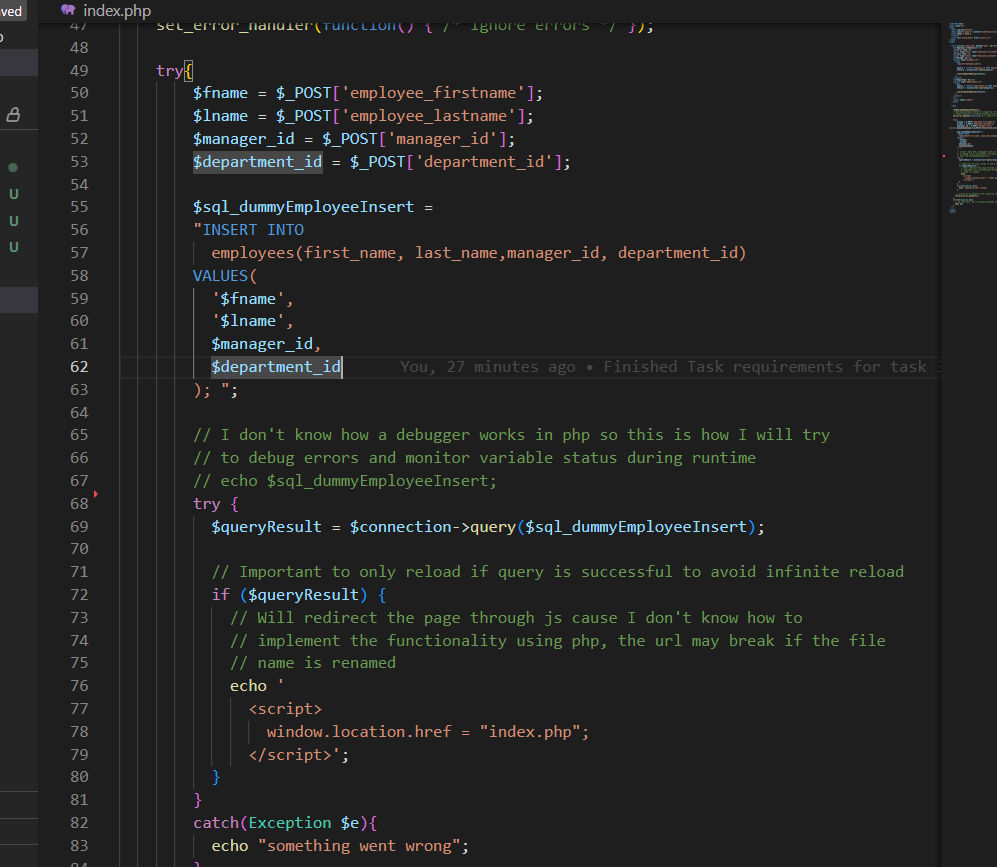 ved
index.php
47 set_error_handler(function() { /* ignore errors */ });
48
49 try{
50 $fname = $_POST['employee_firstname'];
51 $lname = $_POST['employee_lastname'];
52 $manager_id = $_POST['manager_id'];
53 $department_id = $_POST['department_id'];
54
55 $sql_dummyEmployeeInsert =
56 "INSERT INTO
57 employees(first_name, last_name,manager_id, department_id)
58 VALUES(
59 '$fname',
60 '$lname',
61 $manager_id,
62 $department_id You, 27 minutes ago • Finished Task requirements for task 3
63 ); ";
64
65 // I don't know how a debugger works in php so this is how I will try
66 // to debug errors and monitor variable status during runtime
67 // echo $sql_dummyEmployeeInsert;
68 try {
69 $queryResult = $connection->query($sql_dummyEmployeeInsert);
70
71 // Important to only reload if query is successful to avoid infinite reload
72 if ($queryResult) {
73 // Will redirect the page through js cause I don't know how to
74 // implement the functionality using php, the url may break if the file
75 // name is renamed
76 echo '
77 <script>
78 window.location.href = "index.php";
79 </script>';
80 }
81 }
82 catch(Exception $e){
83 echo "something went wrong";
84 }
U
U
U